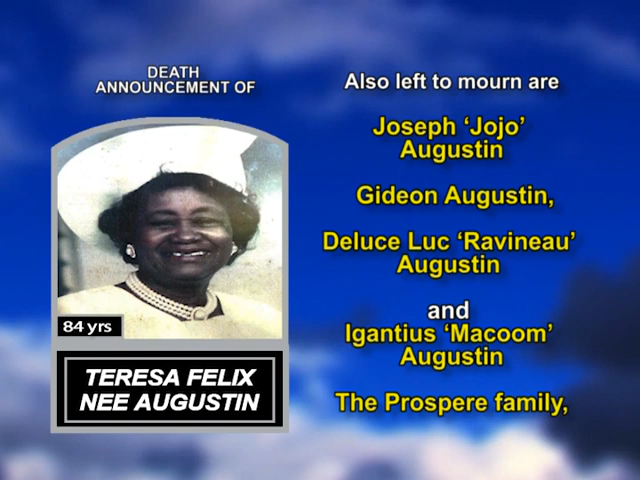 DEATH
ANNOUNCEMENT OF
84 yrs
TERESA FELIX
NEE AUGUSTIN
Also left to mourn are
Joseph ‘Jojo’
Augustin
Gideon Augustin,
Deluce Luc ‘Ravineau’
Augustin
and
Igantius ‘Macoom’
Augustin
The Prospere family,